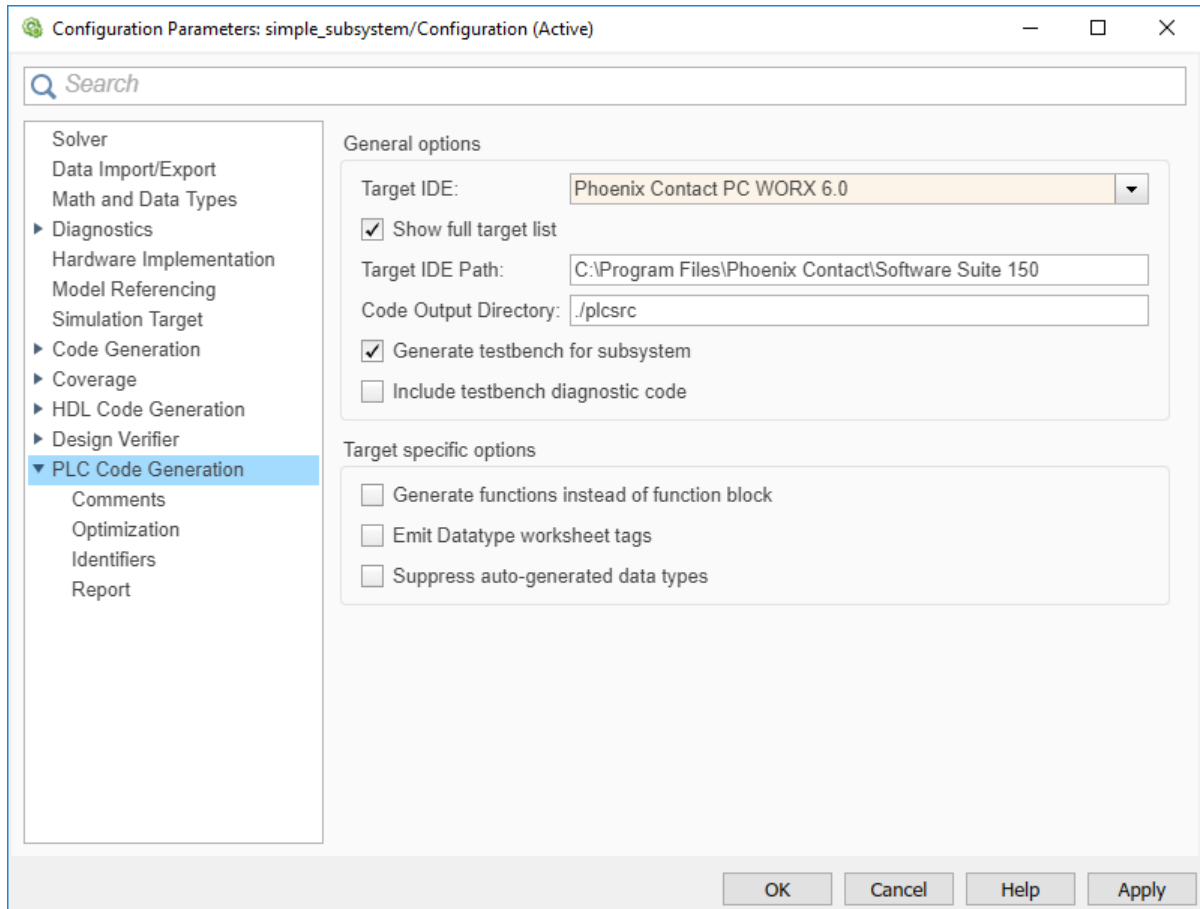 Configuration Parameters: simple_subsystem/Configuration (Active)
Search
Solver
Data Import/Export
Math and Data Types
Diagnostics
Hardware Implementation
Model Referencing
Simulation Target
Code Generation
Coverage
HDL Code Generation
Design Verifier
PLC Code Generation
Comments
Optimization
Identifiers
Report
General options
Target IDE: Phoenix Contact PC WORX 6.0
Show full target list
Target IDE Path: C:\Program Files\Phoenix Contact\Software Suite 150
Code Output Directory: ./plcsrc
Generate testbench for subsystem
Include testbench diagnostic code
Target specific options
Generate functions instead of function block
Emit Datatype worksheet tags
Suppress auto-generated data types
OK Cancel Help Apply